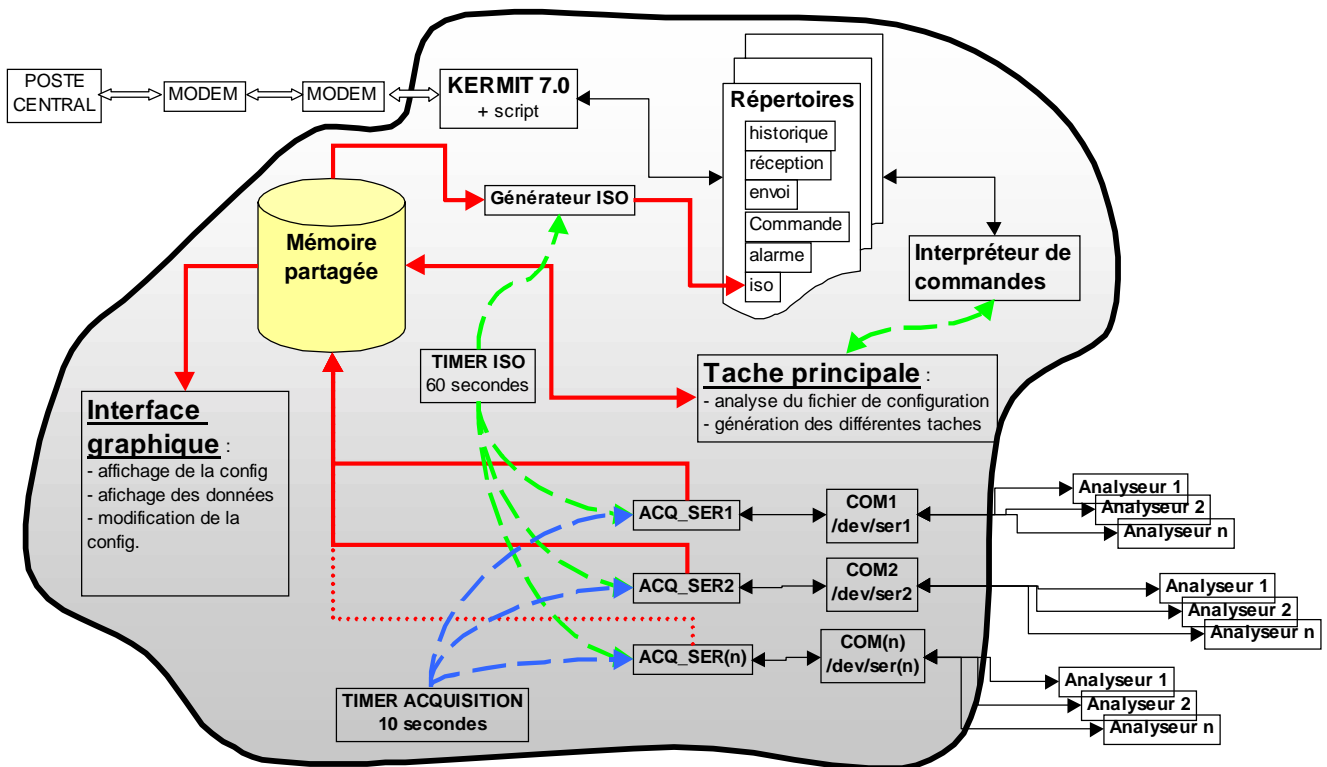 POSTE
CENTRAL
MODEM
MODEM
KERMIT 7.0
+ script
Répertoires
historique
réception
envoi
Commande
alarme
iso
Générateur ISO
Mémoire
partagée
Interpréteur de
commandes
TIMER ISO
60 secondes
Tache principale :
- analyse du fichier de configuration
- génération des différentes taches
Interface
graphique :
- affichage de la config
- afichage des données
- modification de la
config.
ACQ_SER1
COM1
/dev/ser1
Analyseur 1
Analyseur 2
Analyseur n
ACQ_SER2
COM2
/dev/ser2
Analyseur 1
Analyseur 2
Analyseur n
ACQ_SER(n)
COM(n)
/dev/ser(n)
Analyseur 1
Analyseur 2
Analyseur n
TIMER ACQUISITION
10 secondes